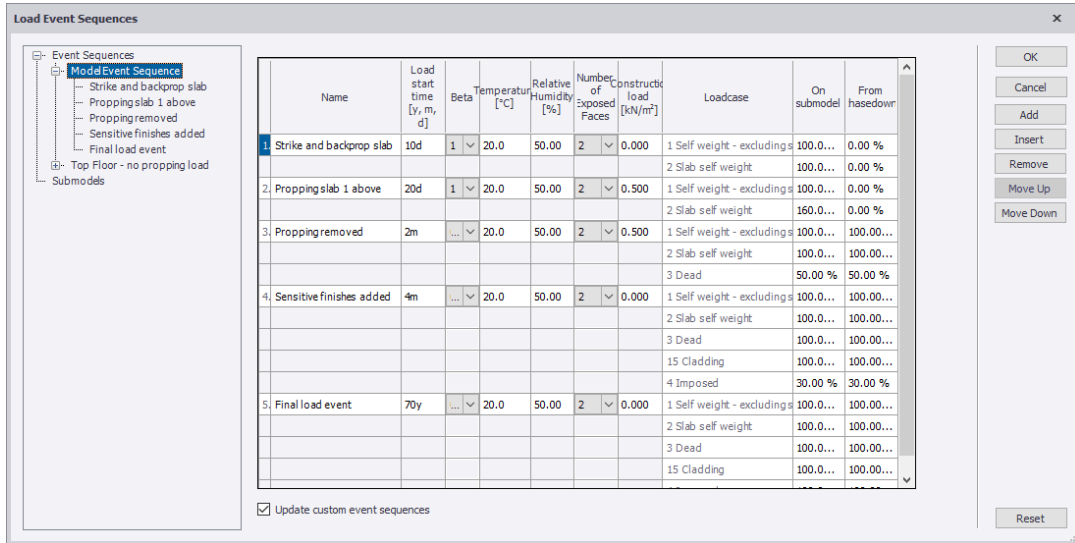 Load Event Sequences
Event Sequences
Model Event Sequence
Strike and backprop slab
Propping slab 1 above
Propping removed
Sensitive finishes added
Final load event
Top Floor - no propping load
Submodels
Name
Load start time [y, m, d]
Beta
Temperatur [°C]
Relative Humidity [%]
Number of Exposed Faces
Constructio load [kN/m²]
Loadcase
On submodel
From hasedown
1. Strike and backprop slab 10d 1 20.0 50.00 2 0.000 1 Self weight - excluding s 100.0... 0.00 %
2 Slab self weight 100.0... 0.00 %
2. Propping slab 1 above 20d 1 20.0 50.00 2 0.500 1 Self weight - excluding s 100.0... 0.00 %
2 Slab self weight 160.0... 0.00 %
3. Propping removed 2m ... 20.0 50.00 2 0.500 1 Self weight - excluding s 100.0... 100.00...
2 Slab self weight 100.0... 100.00...
3 Dead 50.00 % 50.00 %
4. Sensitive finishes added 4m ... 20.0 50.00 2 0.000 1 Self weight - excluding s 100.0... 100.00...
2 Slab self weight 100.0... 100.00...
3 Dead 100.0... 100.00...
15 Cladding 100.0... 100.00...
4 Imposed 30.00 % 30.00 %
5. Final load event 70y ... 20.0 50.00 2 0.000 1 Self weight - excluding s 100.0... 100.00...
2 Slab self weight 100.0... 100.00...
3 Dead 100.0... 100.00...
15 Cladding 100.0... 100.00...
Update custom event sequences
OK
Cancel
Add
Insert
Remove
Move Up
Move Down
Reset